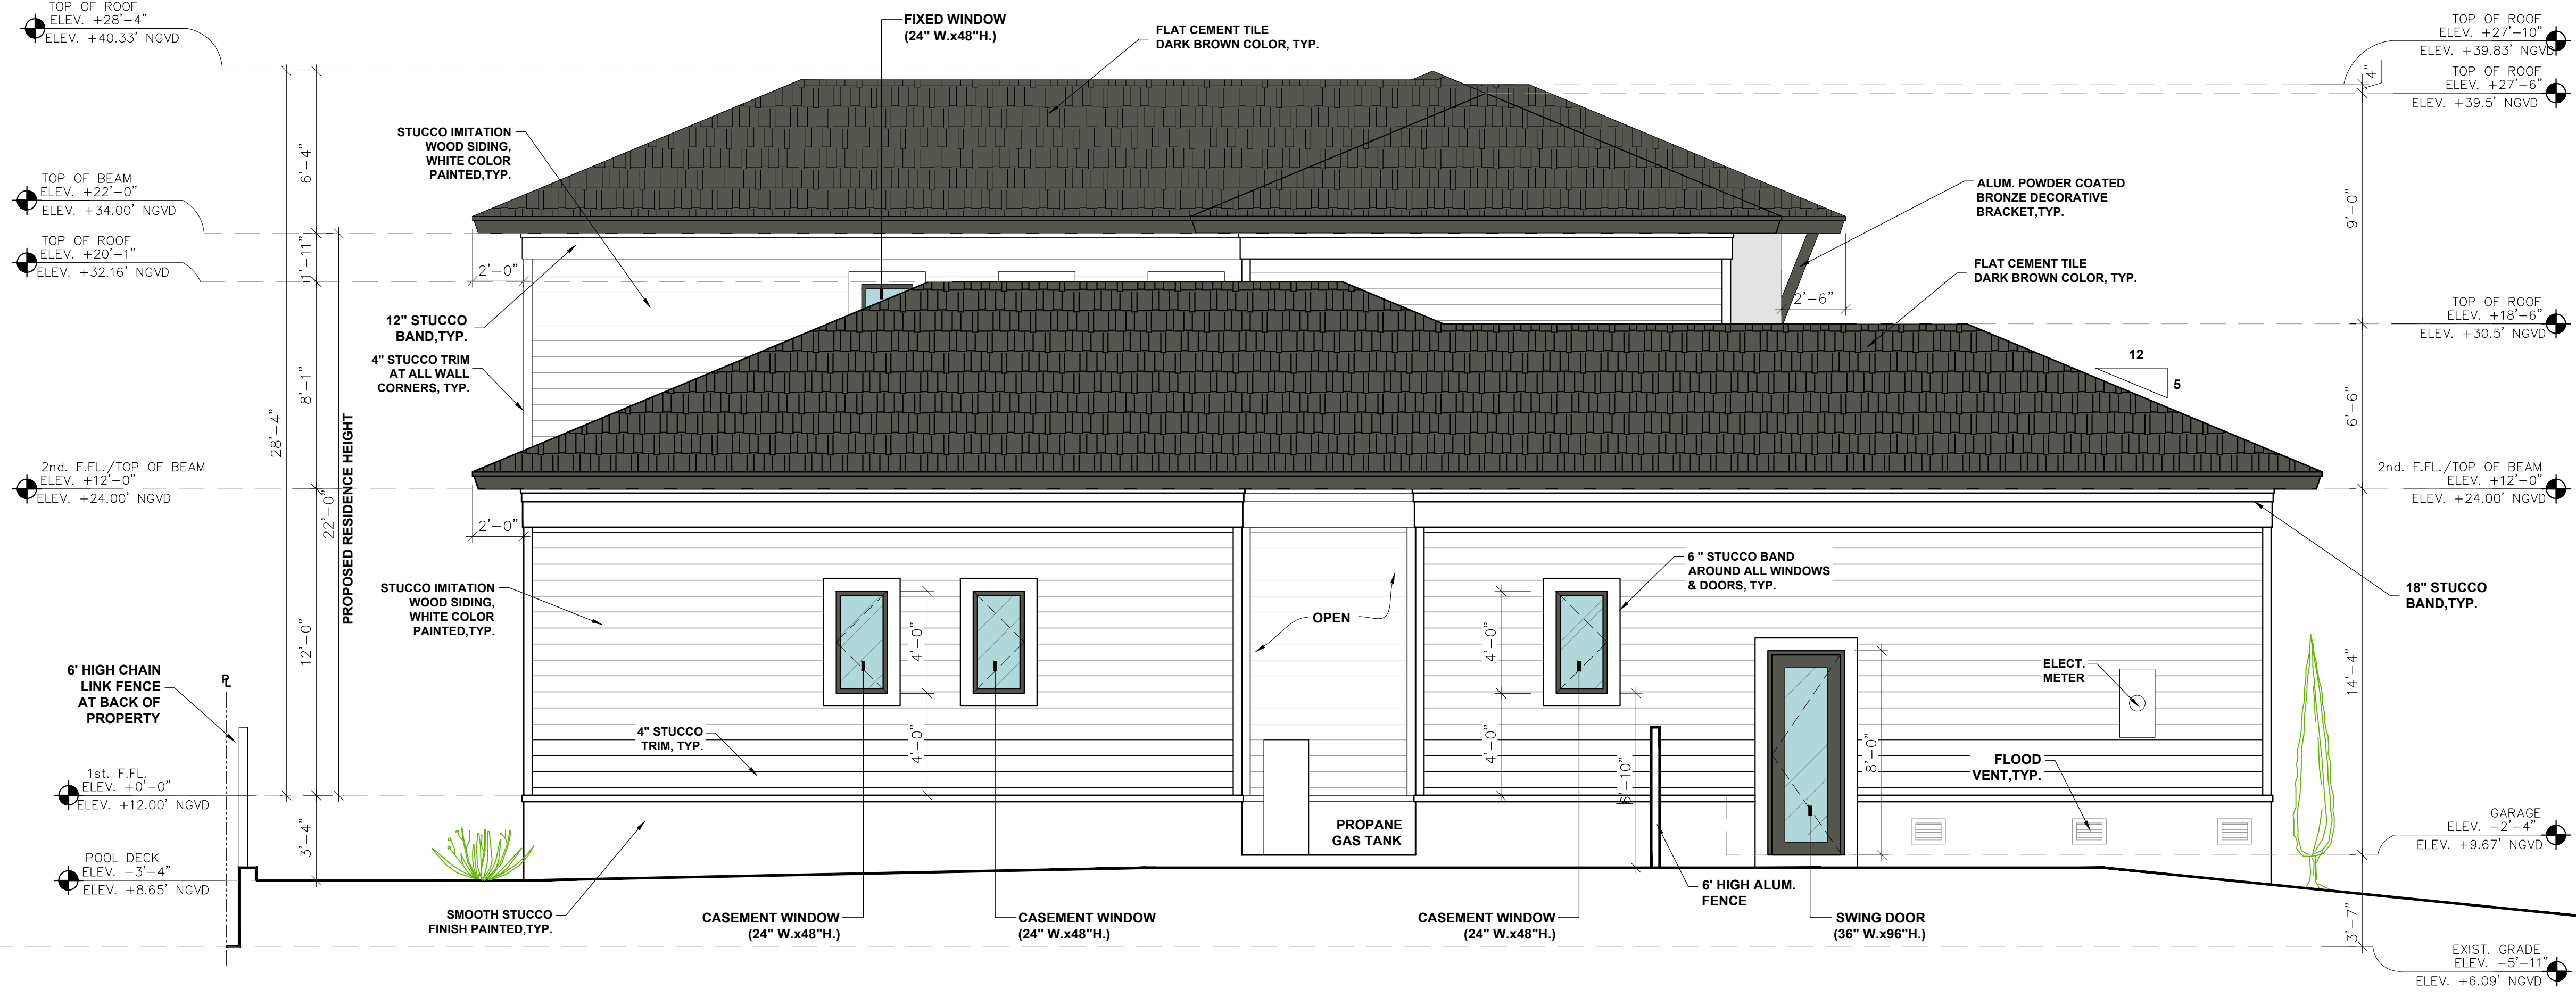 TOP OF ROOF
ELEV. +28'-4"
ELEV. +40.33' NGVD
TOP OF BEAM
ELEV. +22'-0"
ELEV. +34.00' NGVD
TOP OF ROOF
ELEV. +20'-1"
ELEV. +32.16' NGVD
2nd. F.FL./TOP OF BEAM
ELEV. +12'-0"
ELEV. +24.00' NGVD
6' HIGH CHAIN
LINK FENCE
AT BACK OF
PROPERTY
PL
1st. F.FL.
ELEV. +0'-0"
ELEV. +12.00' NGVD
POOL DECK
ELEV. -3'-4"
ELEV. +8.65' NGVD
28'-4"
6'-4"
1'-11"
8'-1"
22'-0"
12'-0"
3'-4"
PROPOSED RESIDENCE HEIGHT
FIXED WINDOW
(24" W.x48"H.)
FLAT CEMENT TILE
DARK BROWN COLOR, TYP.
STUCCO IMITATION
WOOD SIDING,
WHITE COLOR
PAINTED,TYP.
2'-0"
12" STUCCO
BAND,TYP.
4" STUCCO TRIM
AT ALL WALL
CORNERS, TYP.
2'-0"
STUCCO IMITATION
WOOD SIDING,
WHITE COLOR
PAINTED,TYP.
4" STUCCO
TRIM, TYP.
4'-0"
4'-0"
SMOOTH STUCCO
FINISH PAINTED,TYP.
CASEMENT WINDOW
(24" W.x48"H.)
CASEMENT WINDOW
(24" W.x48"H.)
OPEN
PROPANE
GAS TANK
4'-0"
4'-0"
6 " STUCCO BAND
AROUND ALL WINDOWS
& DOORS, TYP.
6'-10"
8'-0"
CASEMENT WINDOW
(24" W.x48"H.)
6' HIGH ALUM.
FENCE
SWING DOOR
(36" W.x96"H.)
ELECT.
METER
FLOOD
VENT,TYP.
ALUM. POWDER COATED
BRONZE DECORATIVE
BRACKET,TYP.
FLAT CEMENT TILE
DARK BROWN COLOR, TYP.
2'-6"
12
5
18" STUCCO
BAND,TYP.
4"
9'-0"
6'-6"
14'-4"
3'-7"
TOP OF ROOF
ELEV. +27'-10"
ELEV. +39.83' NGVD
TOP OF ROOF
ELEV. +27'-6"
ELEV. +39.5' NGVD
TOP OF ROOF
ELEV. +18'-6"
ELEV. +30.5' NGVD
2nd. F.FL./TOP OF BEAM
ELEV. +12'-0"
ELEV. +24.00' NGVD
GARAGE
ELEV. -2'-4"
ELEV. +9.67' NGVD
EXIST. GRADE
ELEV. -5'-11"
ELEV. +6.09' NGVD